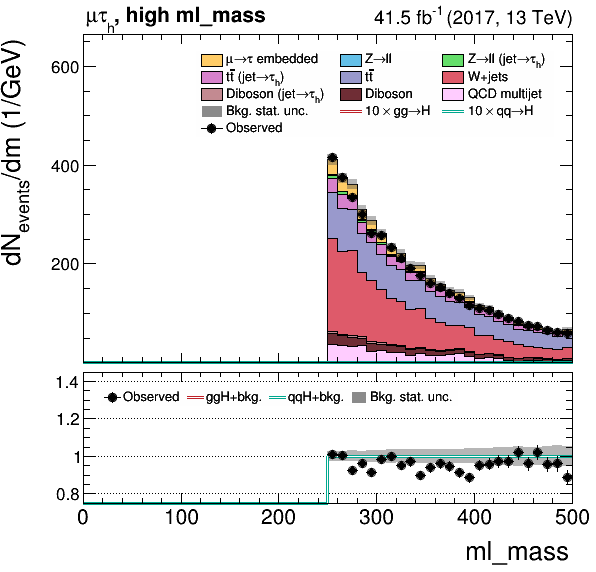 μτh, high ml_mass 41.5 fb⁻¹ (2017, 13 TeV)
dNevents/dm (1/GeV)
μ→τ embedded Z→ll Z→ll (jet→τh)
tt̄ (jet→τh) tt̄ W+jets
Diboson (jet→τh) Diboson QCD multijet
Bkg. stat. unc. 10 × gg→H 10 × qq→H
Observed
600
400
200
Observed ggH+bkg. qqH+bkg. Bkg. stat. unc.
1.4
1.2
1
0.8
0 100 200 300 400 500
ml_mass